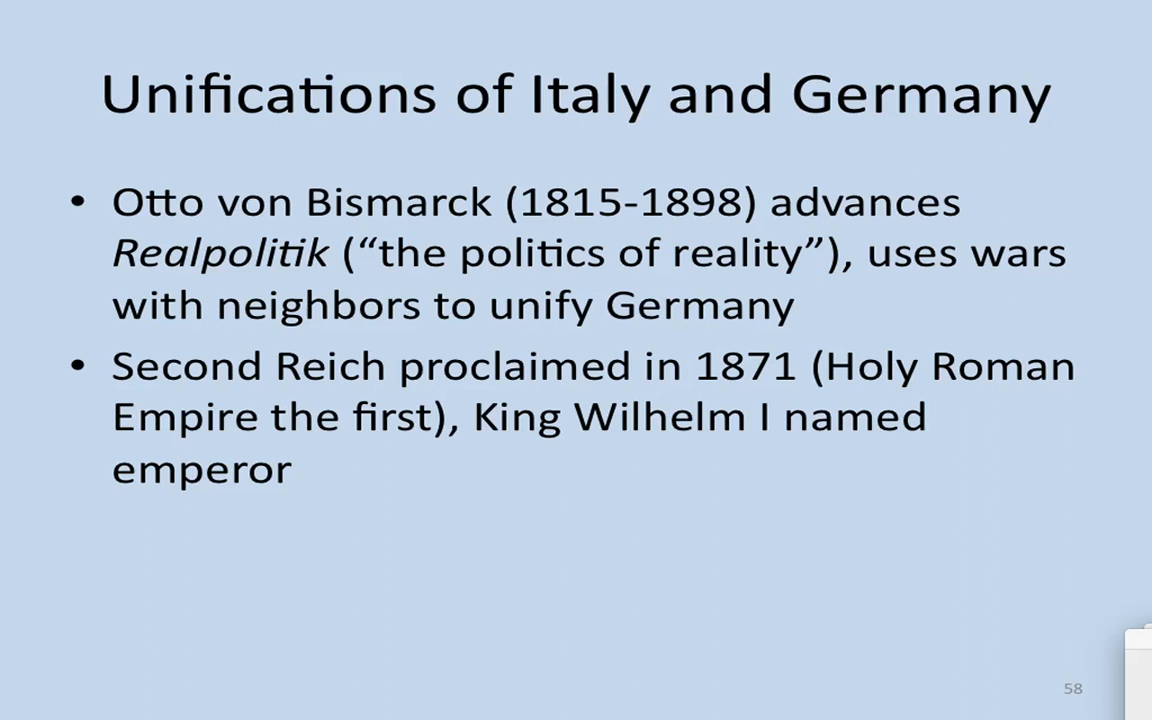 Unifications of Italy and Germany
• Otto von Bismarck (1815-1898) advances
Realpolitik (“the politics of reality”), uses wars
with neighbors to unify Germany
• Second Reich proclaimed in 1871 (Holy Roman
Empire the first), King Wilhelm I named
emperor
58